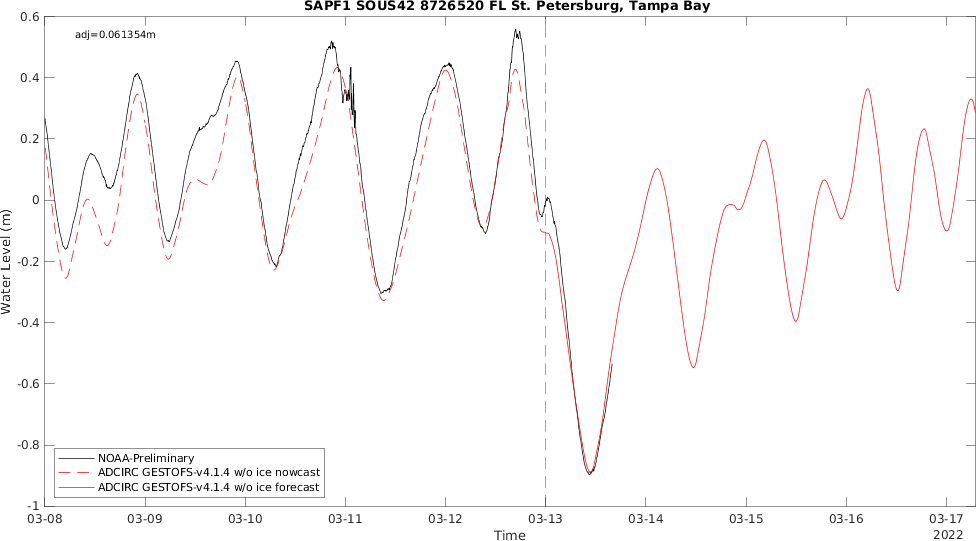 SAPF1 SOUS42 8726520 FL St. Petersburg, Tampa Bay
adj=0.061354m
0.6
0.4
0.2
0
-0.2
-0.4
-0.6
-0.8
-1
Water Level (m)
NOAA-Preliminary
ADCIRC GESTOFS-v4.1.4 w/o ice nowcast
ADCIRC GESTOFS-v4.1.4 w/o ice forecast
03-08 03-09 03-10 03-11 03-12 03-13 03-14 03-15 03-16 03-17
Time
2022